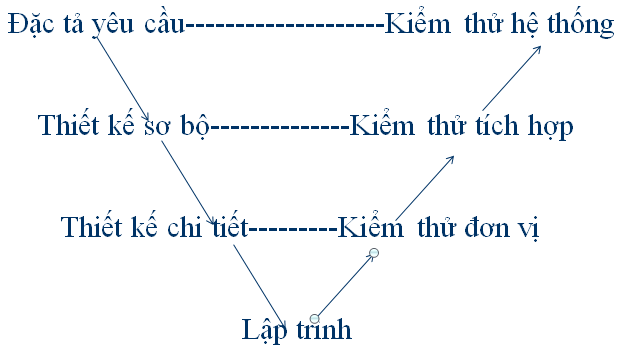 Đặc tả yêu cầu--------------------Kiểm thử hệ thống
Thiết kế sơ bộ--------------Kiểm thử tích hợp
Thiết kế chi tiết---------Kiểm thử đơn vị
Lập trình